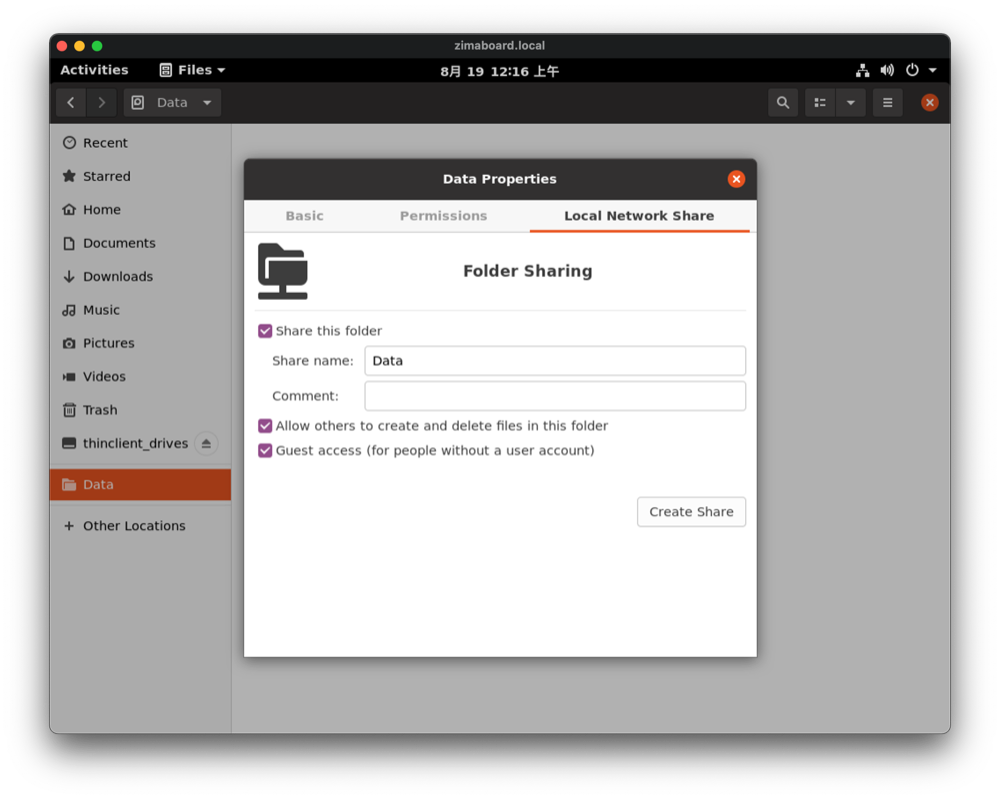 zimaboard.local
Activities Files 8月 19 12:16 上午
Data
Recent
Starred
Home
Documents
Downloads
Music
Pictures
Videos
Trash
thinclient_drives
Data
+ Other Locations
Data Properties
Basic Permissions Local Network Share
Folder Sharing
Share this folder
Share name: Data
Comment:
Allow others to create and delete files in this folder
Guest access (for people without a user account)
Create Share